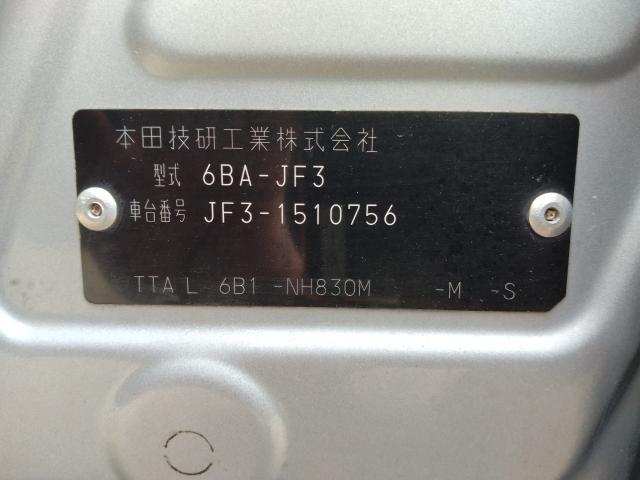 本田技研工業株式会社
型式 6BA-JF3
車台番号 JF3-1510756
TTA L 6B1 -NH830M -M -S